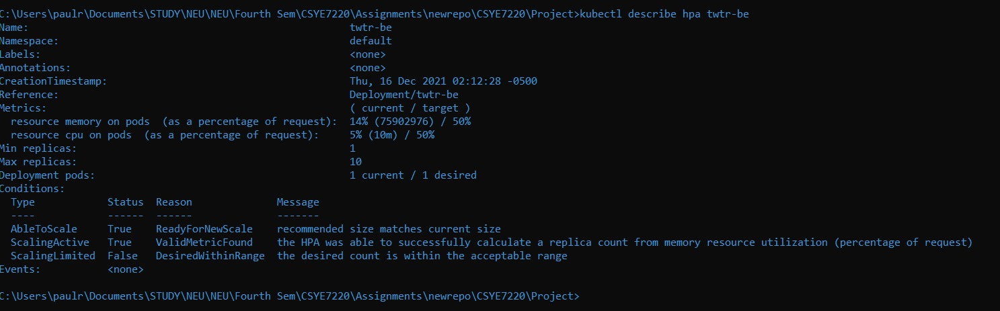 C:\Users\paulr\Documents\STUDY\NEU\NEU\Fourth Sem\CSYE7220\Assignments\newrepo\CSYE7220\Project>kubectl describe hpa twtr-be
Name: twtr-be
Namespace: default
Labels: <none>
Annotations: <none>
CreationTimestamp: Thu, 16 Dec 2021 02:12:28 -0500
Reference: Deployment/twtr-be
Metrics: ( current / target )
resource memory on pods (as a percentage of request): 14% (75902976) / 50%
resource cpu on pods (as a percentage of request): 5% (10m) / 50%
Min replicas: 1
Max replicas: 10
Deployment pods: 1 current / 1 desired
Conditions:
Type Status Reason Message
---- ------ ------ -------
AbleToScale True ReadyForNewScale recommended size matches current size
ScalingActive True ValidMetricFound the HPA was able to successfully calculate a replica count from memory resource utilization (percentage of request)
ScalingLimited False DesiredWithinRange the desired count is within the acceptable range
Events: <none>
C:\Users\paulr\Documents\STUDY\NEU\NEU\Fourth Sem\CSYE7220\Assignments\newrepo\CSYE7220\Project>